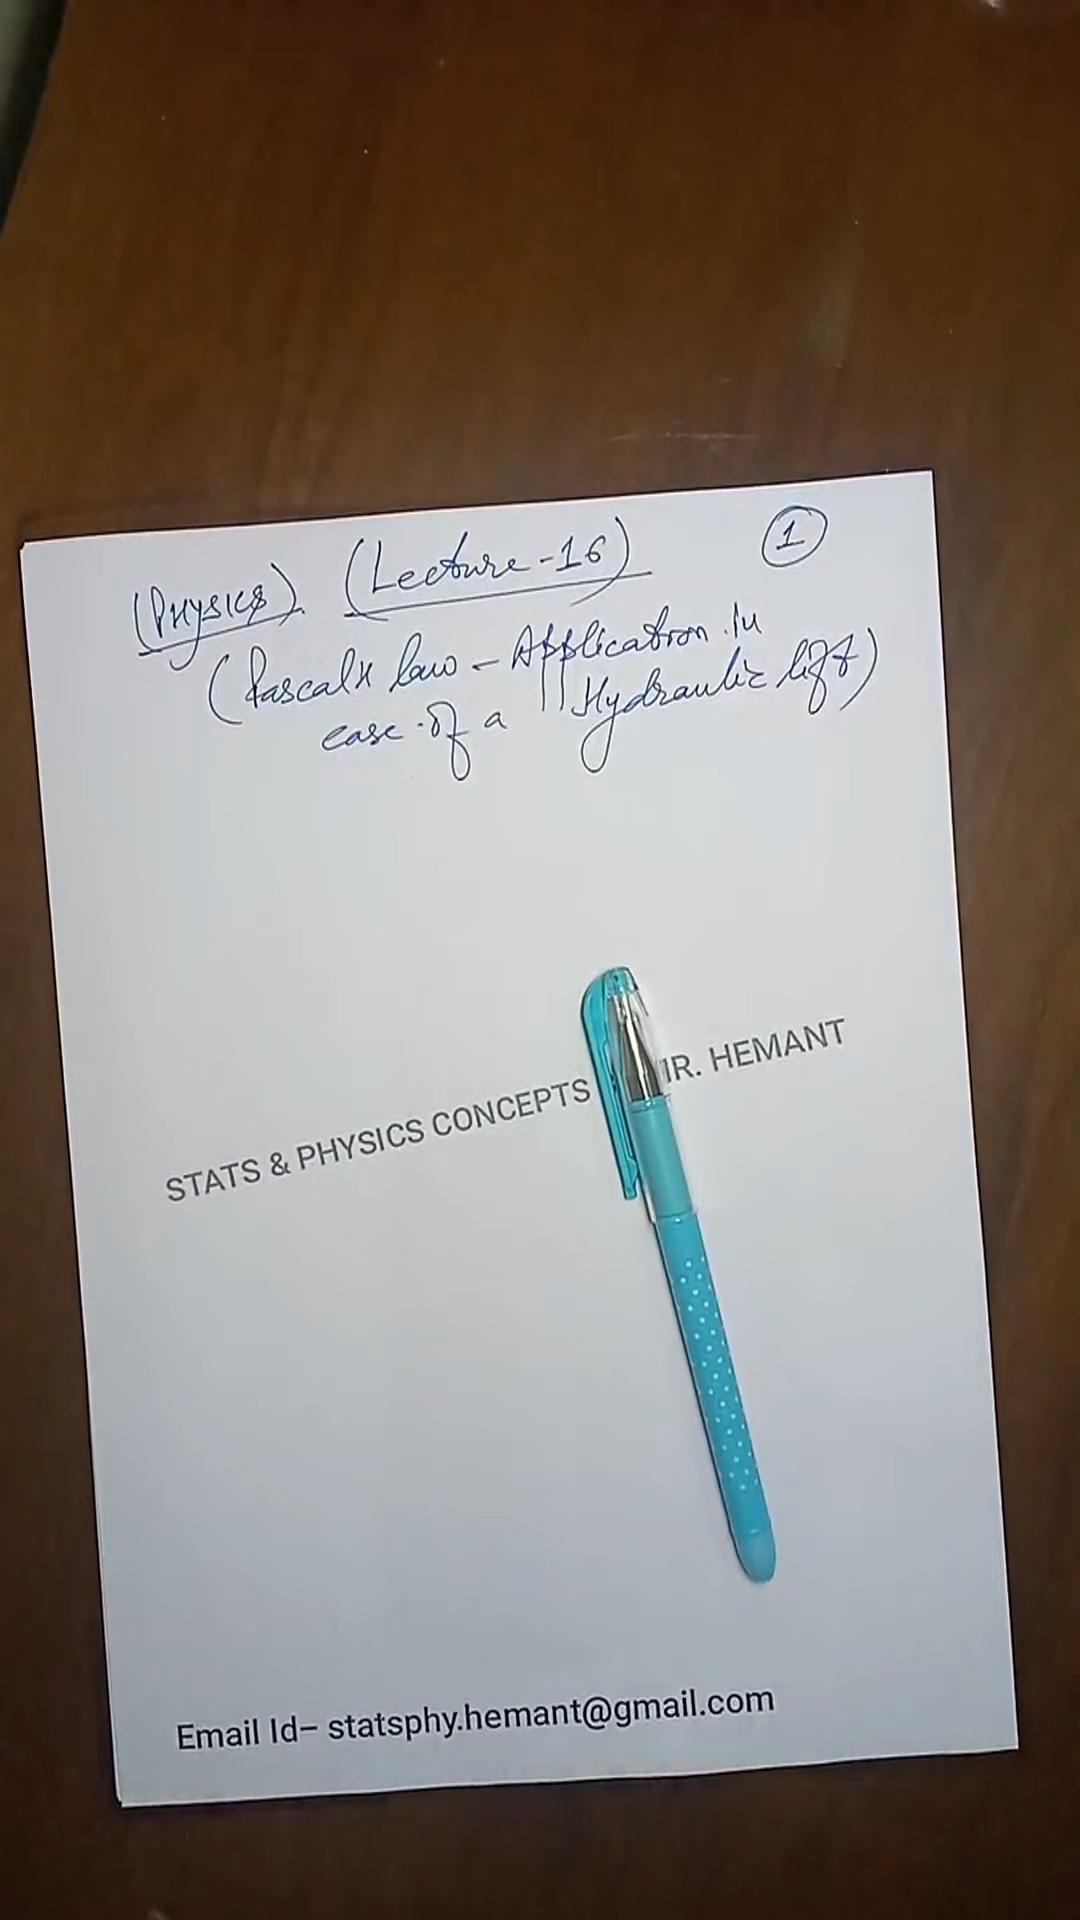 (PHYSICS) (Lecture-16) 1
(Pascal's law - Application in
case of a Hydraulic lift)
STATS & PHYSICS CONCEPTS IR. HEMANT
Email Id– statsphy.hemant@gmail.com